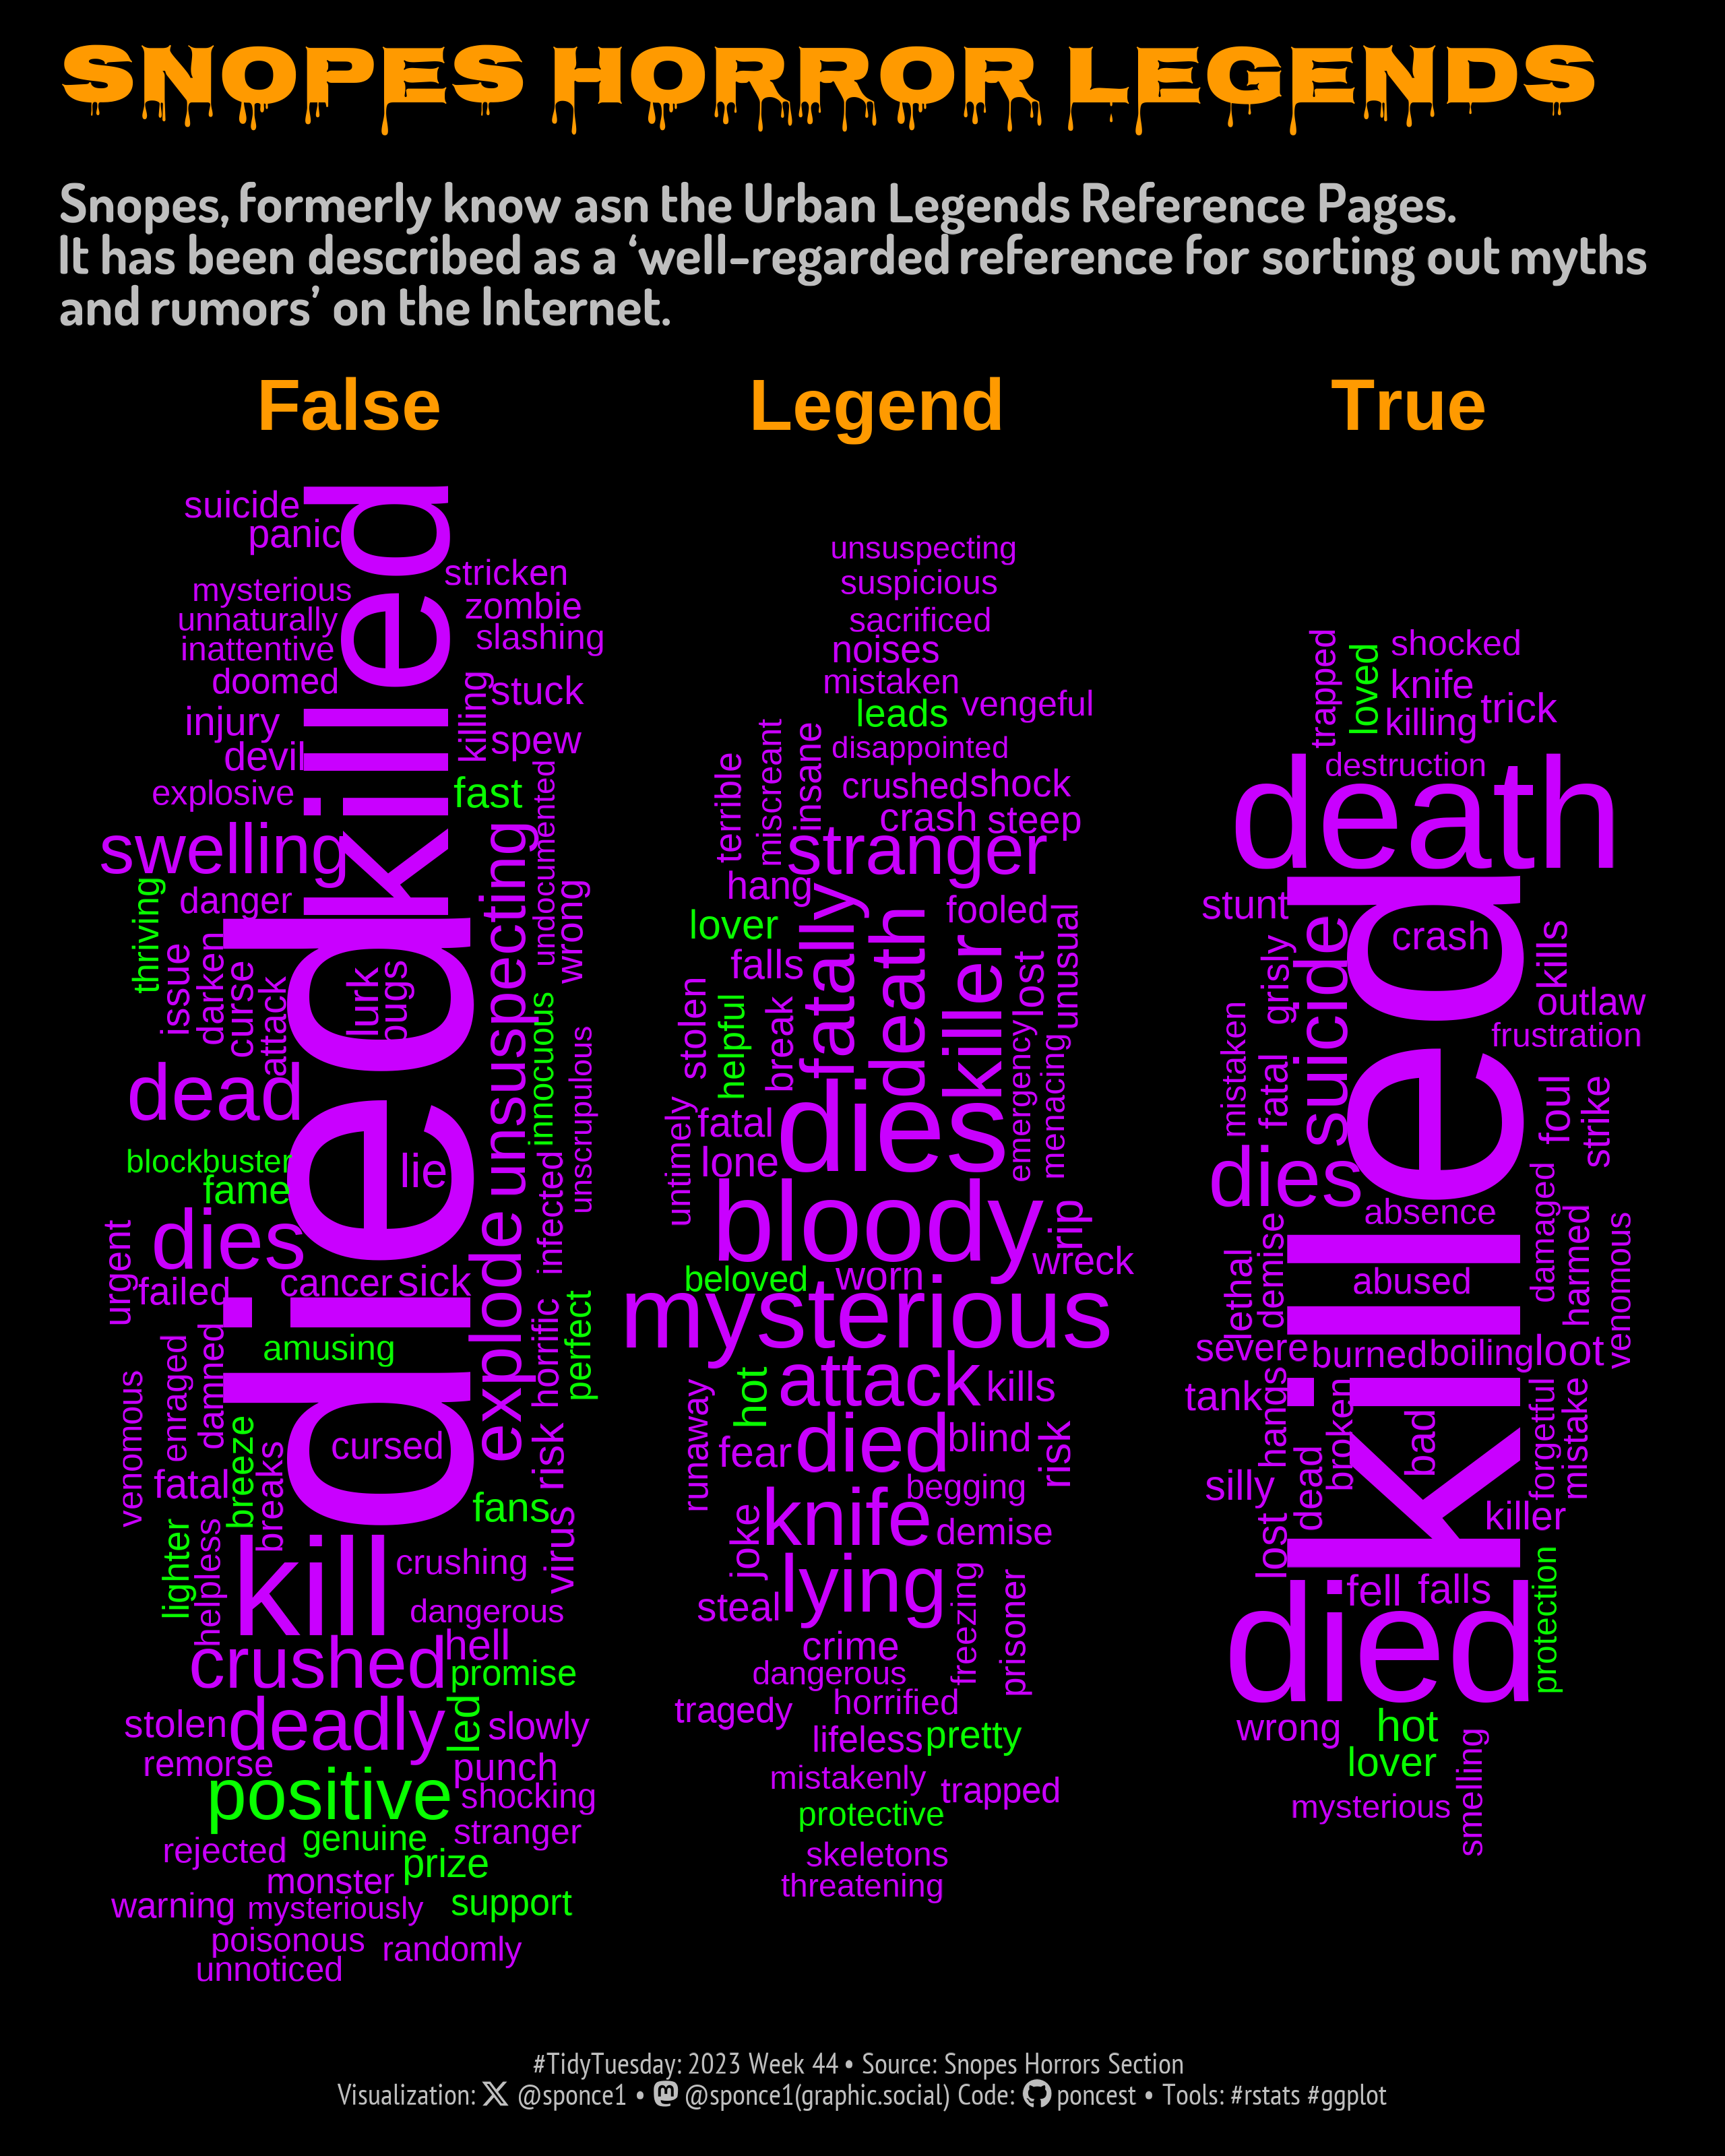 SNOPES HORROR LEGENDS
Snopes, formerly know asn the Urban Legends Reference Pages.
It has been described as a ‘well-regarded reference for sorting out myths
and rumors’ on the Internet.
False
suicide
panic
killed
stricken
mysterious
zombie
unnaturally
slashing
inattentive
doomed
killing
stuck
injury
spew
devil
explosive
fast
undocumented
swelling
unsuspecting
thriving
danger
wrong
issue
darken
curse
attack
lurk
bugs
died
innocuous
unscrupulous
dead
blockbuster
lie
fame
infected
dies
explode
urgent
failed
cancer
sick
horrific
perfect
amusing
enraged
damned
venomous
breeze
breaks
cursed
risk
fatal
fans
virus
lighter
helpless
kill
crushing
dangerous
hell
crushed
promise
led
stolen
deadly
slowly
remorse
punch
positive
shocking
genuine
stranger
rejected
prize
monster
warning
mysteriously
support
poisonous
randomly
unnoticed
Legend
unsuspecting
suspicious
sacrificed
noises
mistaken
vengeful
leads
disappointed
terrible
miscreant
insane
crushed
shock
crash
steep
stranger
hang
fatally
death
killer
fooled
lover
lost
unusual
falls
stolen
helpful
break
emergency
menacing
dies
untimely
fatal
lone
bloody
rip
wreck
beloved
worn
mysterious
attack
kills
hot
runaway
died
blind
fear
risk
begging
knife
joke
demise
lying
steal
freezing
prisoner
crime
dangerous
horrified
tragedy
lifeless
pretty
mistakenly
trapped
protective
skeletons
threatening
True
trapped
loved
shocked
knife
trick
killing
destruction
death
stunt
killed
crash
kills
suicide
grisly
outlaw
frustration
mistaken
fatal
foul
strike
dies
absence
damaged
harmed
venomous
lethal
demise
abused
severe
burned
boiling
loot
tank
hangs
broken
bad
forgetful
mistake
silly
dead
killer
lost
protection
fell
falls
died
wrong
hot
lover
smelling
mysterious
#TidyTuesday: 2023 Week 44 • Source: Snopes Horrors Section
Visualization: @sponce1 • @sponce1(graphic.social) Code: poncest • Tools: #rstats #ggplot